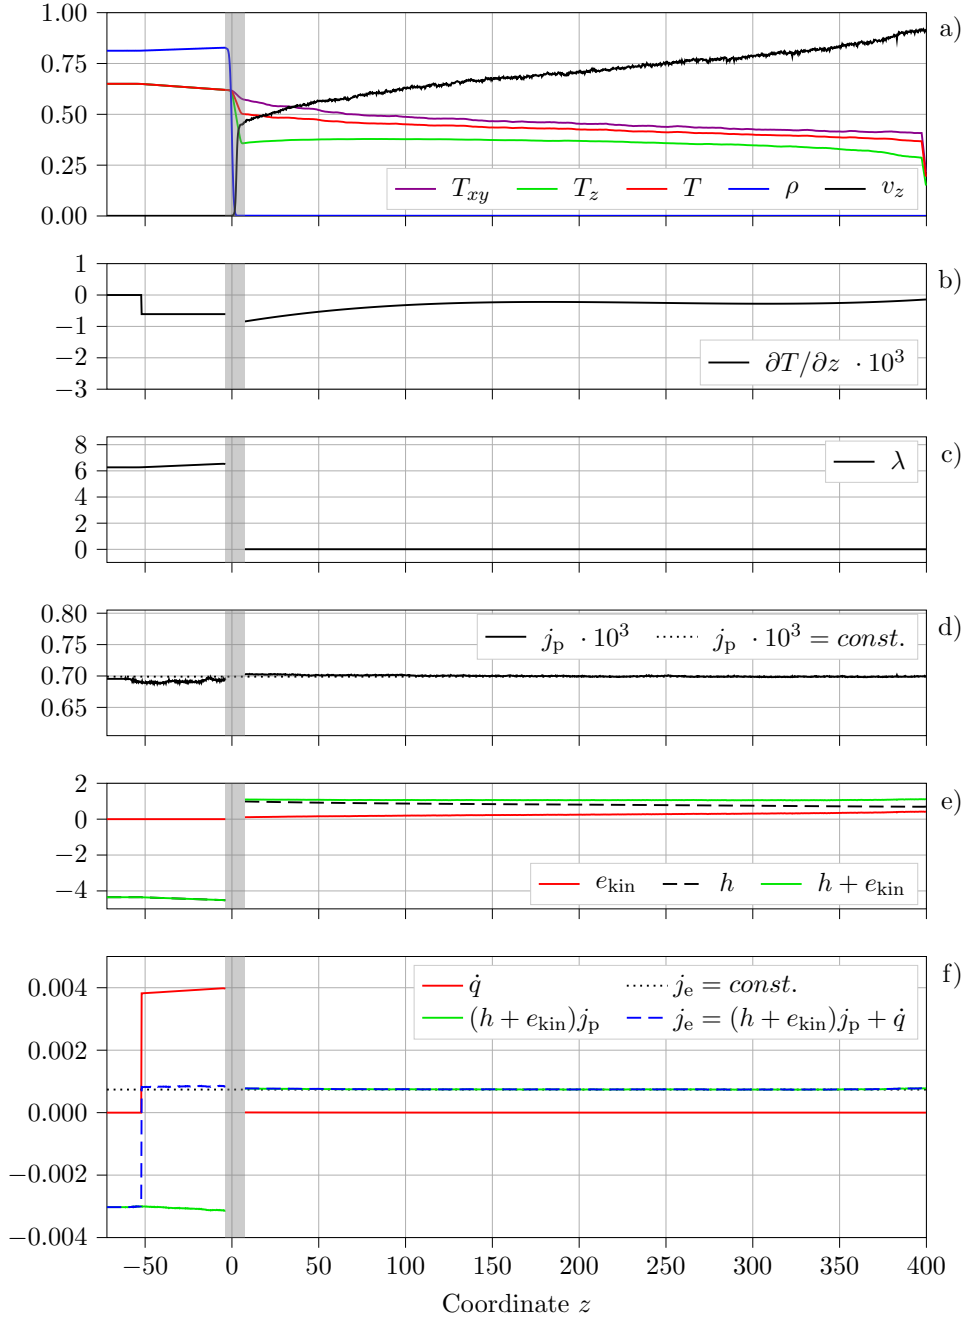 1.00
a)
0.75
0.50
0.25
T_xy T_z T ρ v_z
0.00
1
b)
0
−1
−2
∂T/∂z · 10³
−3
8
c)
λ
6
4
2
0
0.80
j_p · 10³ j_p · 10³ = const.
d)
0.75
0.70
0.65
2
e)
0
−2
e_kin h h + e_kin
−4
f)
q̇ j_e = const.
0.004
(h + e_kin)j_p j_e = (h + e_kin)j_p + q̇
0.002
0.000
−0.002
−0.004
−50 0 50 100 150 200 250 300 350 400
Coordinate z